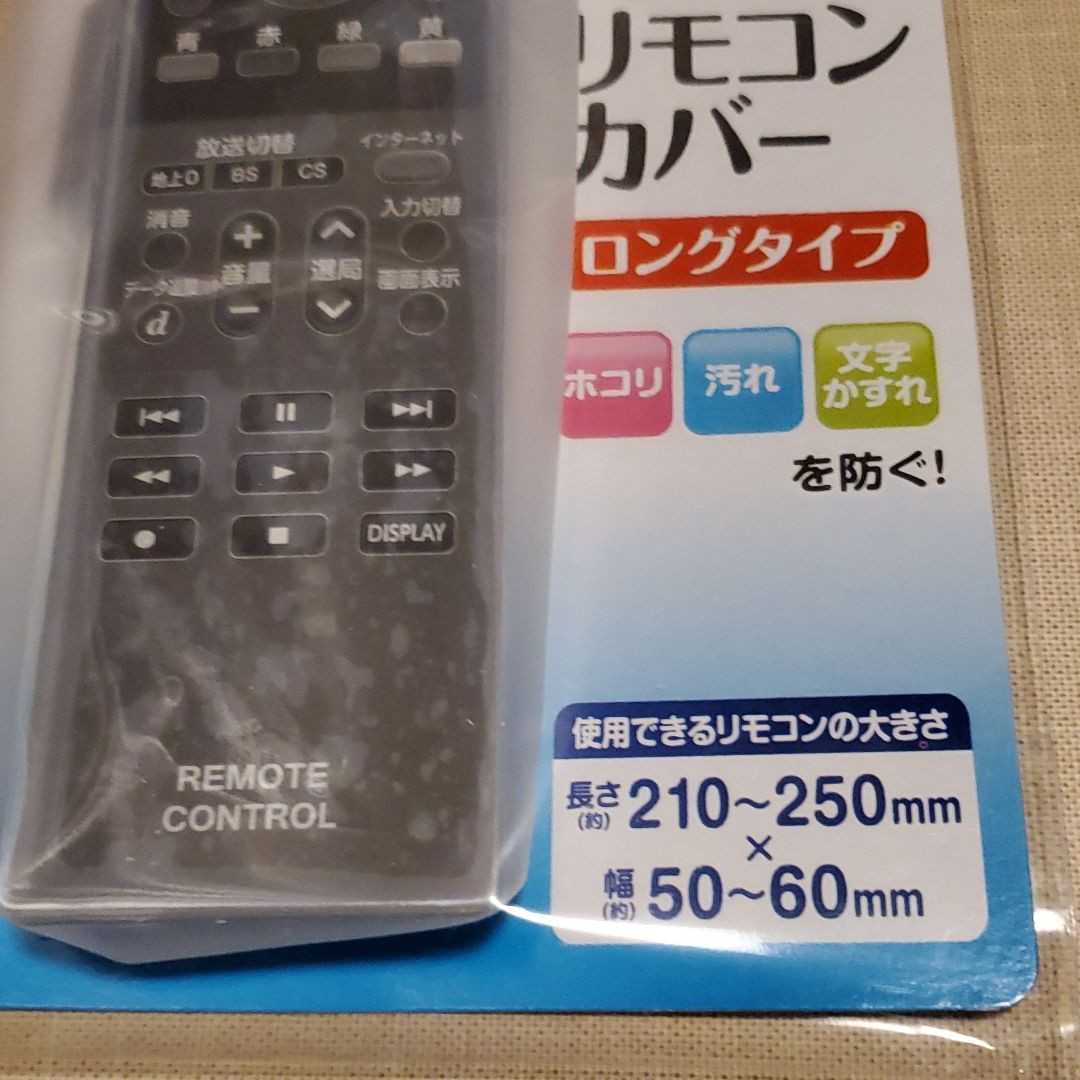 青 赤 緑 黄
放送切替 インターネット
地上D BS CS
消音 入力切替
音量 選局
画面表示
d
DISPLAY
REMOTE
CONTROL
リモコン
カバー
ロングタイプ
ホコリ 汚れ 文字
かすれ
を防ぐ!
使用できるリモコンの大きさ
長さ(約) 210~250mm
×
幅(約) 50~60mm